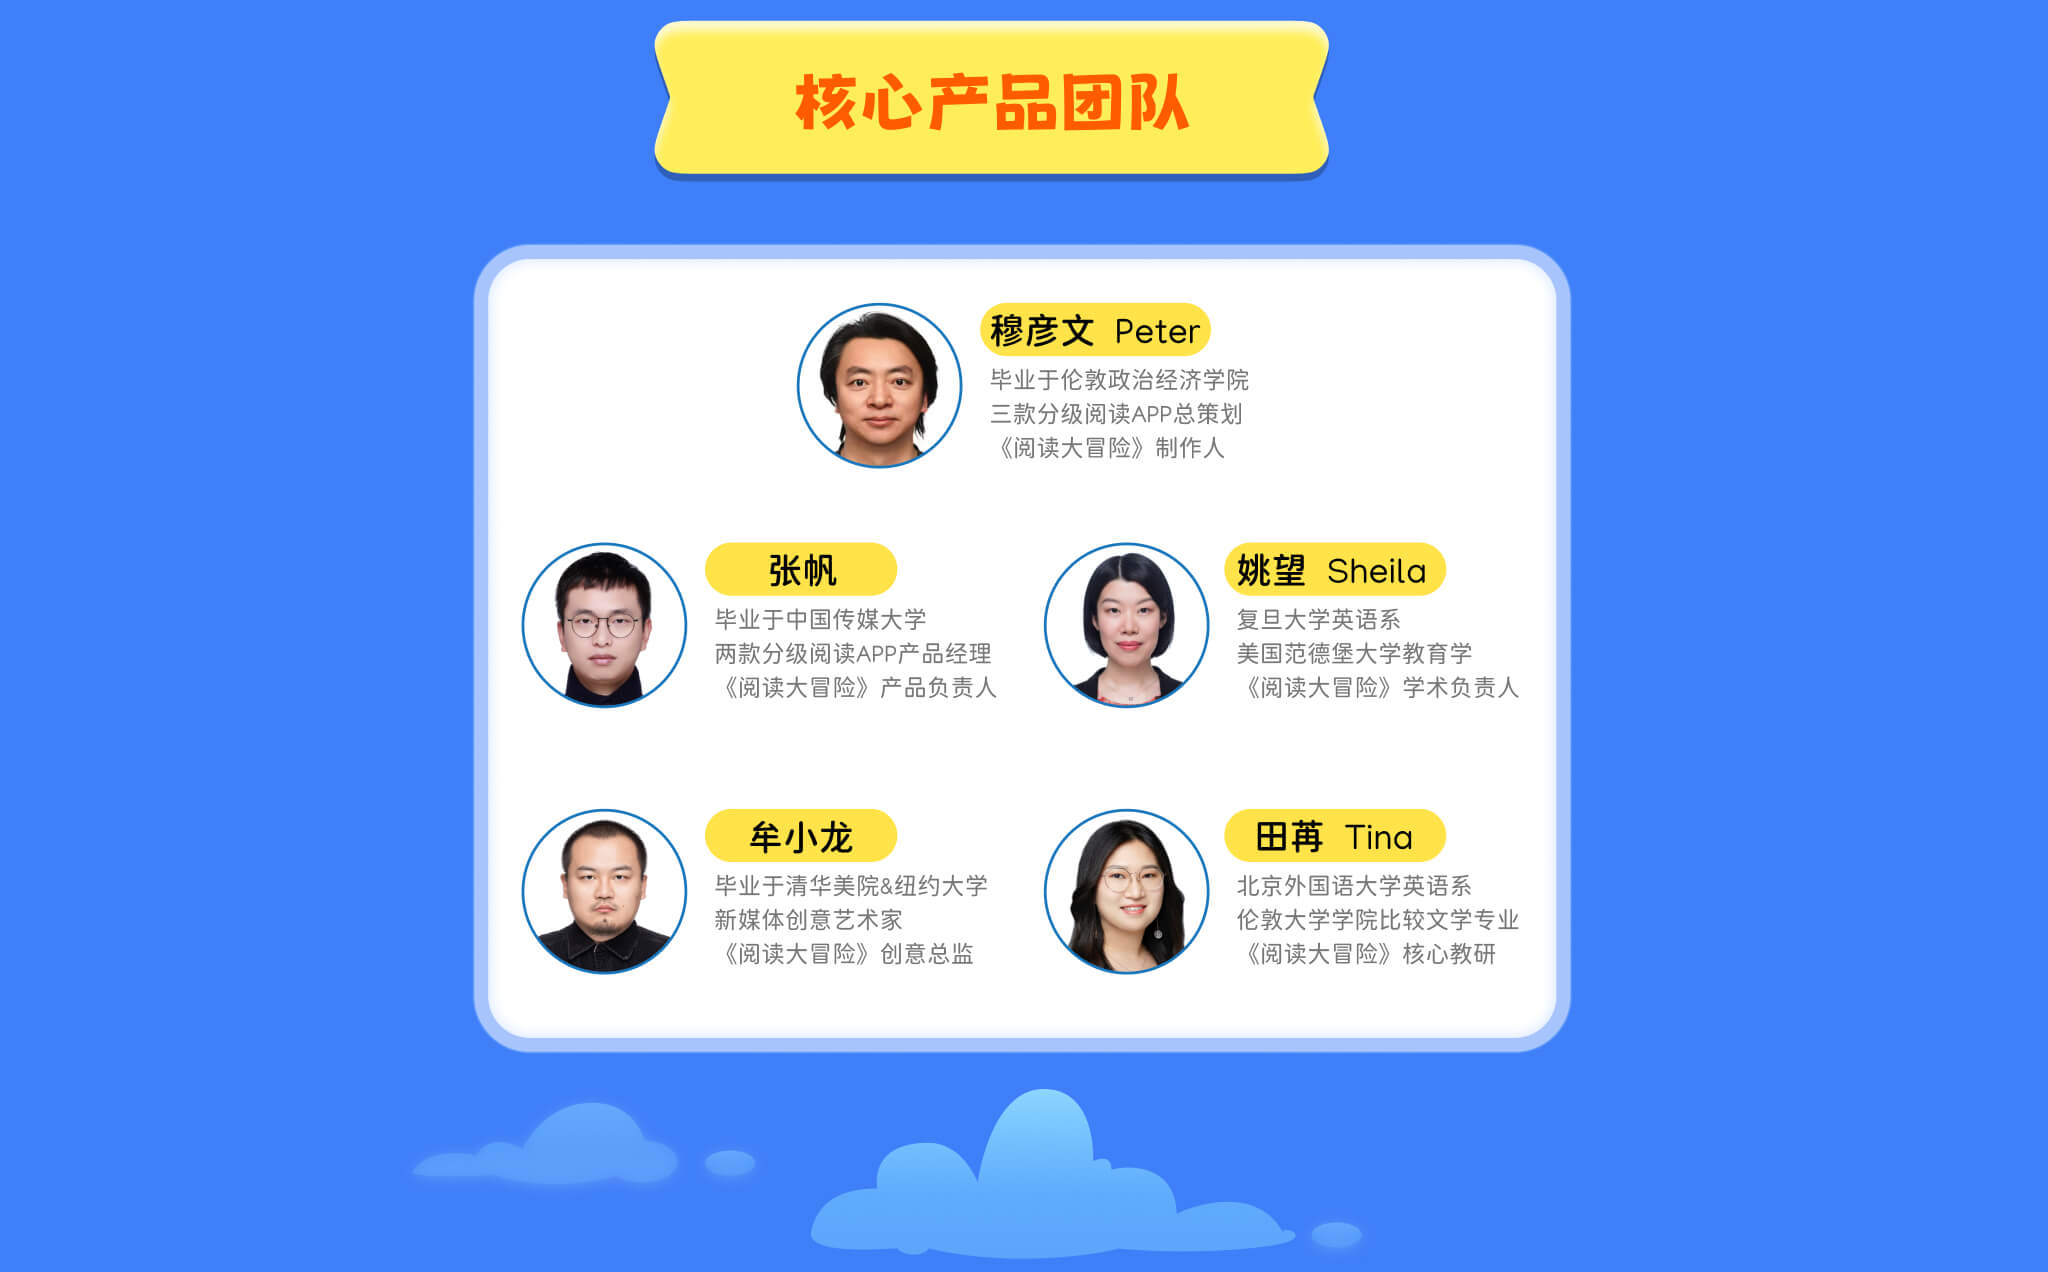 核心产品团队
穆彦文 Peter
毕业于伦敦政治经济学院
三款分级阅读APP总策划
《阅读大冒险》制作人
张帆
毕业于中国传媒大学
两款分级阅读APP产品经理
《阅读大冒险》产品负责人
姚望 Sheila
复旦大学英语系
美国范德堡大学教育学
《阅读大冒险》学术负责人
牟小龙
毕业于清华美院&纽约大学
新媒体创意艺术家
《阅读大冒险》创意总监
田苒 Tina
北京外国语大学英语系
伦敦大学学院比较文学专业
《阅读大冒险》核心教研